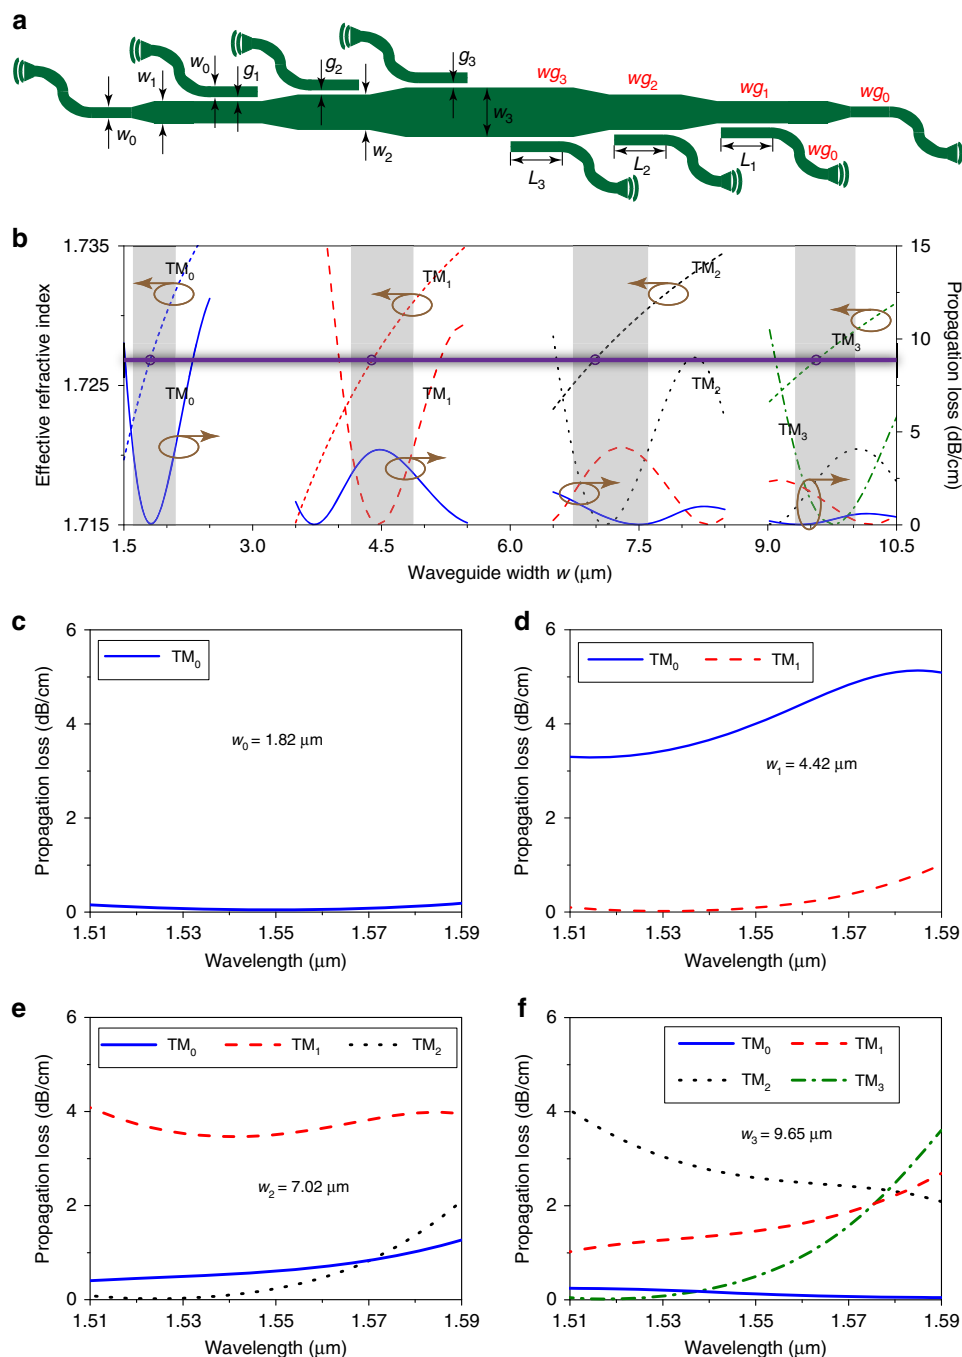 a
w0
w1
w0
g1
g2
g3
w2
w3
wg3
wg2
wg1
wg0
wg0
L3
L2
L1
b
1.735
1.725
1.715
Effective refractive index
TM0
TM1
TM2
TM3
TM0
TM1
TM2
TM3
15
10
5
0
Propagation loss (dB/cm)
1.5 3.0 4.5 6.0 7.5 9.0 10.5
Waveguide width w (μm)
c
6
4
2
0
Propagation loss (dB/cm)
TM0
w0 = 1.82 μm
1.51 1.53 1.55 1.57 1.59
Wavelength (μm)
d
6
4
2
0
Propagation loss (dB/cm)
TM0 TM1
w1 = 4.42 μm
1.51 1.53 1.55 1.57 1.59
Wavelength (μm)
e
6
4
2
0
Propagation loss (dB/cm)
TM0 TM1 TM2
w2 = 7.02 μm
1.51 1.53 1.55 1.57 1.59
Wavelength (μm)
f
6
4
2
0
Propagation loss (dB/cm)
TM0 TM1
TM2 TM3
w3 = 9.65 μm
1.51 1.53 1.55 1.57 1.59
Wavelength (μm)